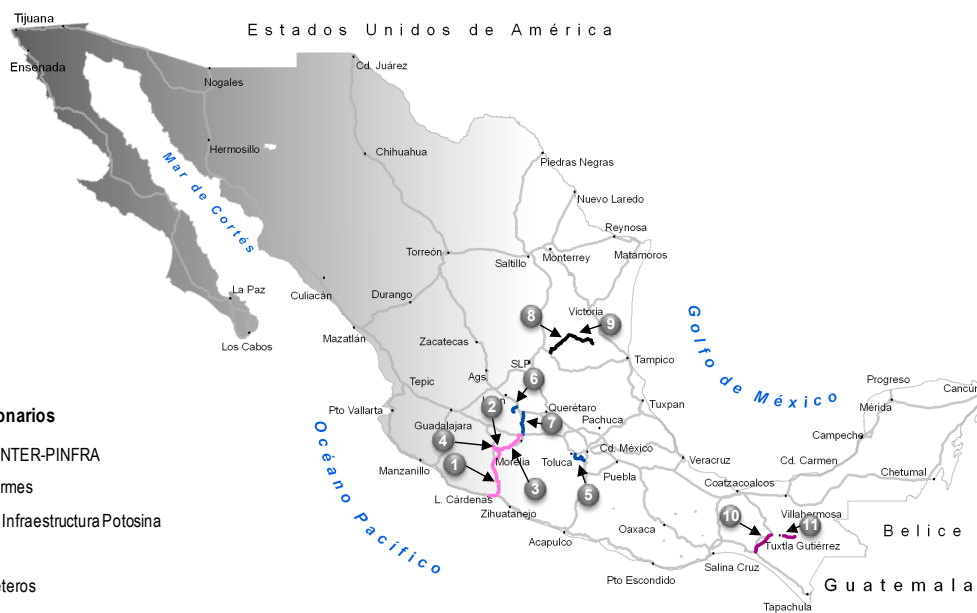 Estados Unidos de América
Tijuana
Ensenada
Nogales
Cd. Juárez
Hermosillo
Chihuahua
Piedras Negras
Mar de Cortés
Nuevo Laredo
Reynosa
Matamoros
Torreón
Saltillo
Monterrey
La Paz
Culiacán
Durango
Los Cabos
Mazatlán
Zacatecas
Victoria
8
9
Golfo de México
SLP
Tampico
Ags.
6
Tepic
2
Querétaro
Tuxpan
Pto Vallarta
Guadalajara
7
Pachuca
4
Cd. México
1
Morelia
Toluca
Manzanillo
3
5
Puebla
Veracruz
L. Cárdenas
Zihuatanejo
Océano Pacífico
Acapulco
Oaxaca
Pto Escondido
Salina Cruz
Coatzacoalcos
Cd. Carmen
Campeche
Mérida
Progreso
Cancún
Chetumal
Villahermosa
10
11
Tuxtla Gutiérrez
Belice
Guatemala
Tapachula
onarios
NTER-PINFRA
rmes
Infraestructura Potosina
teros